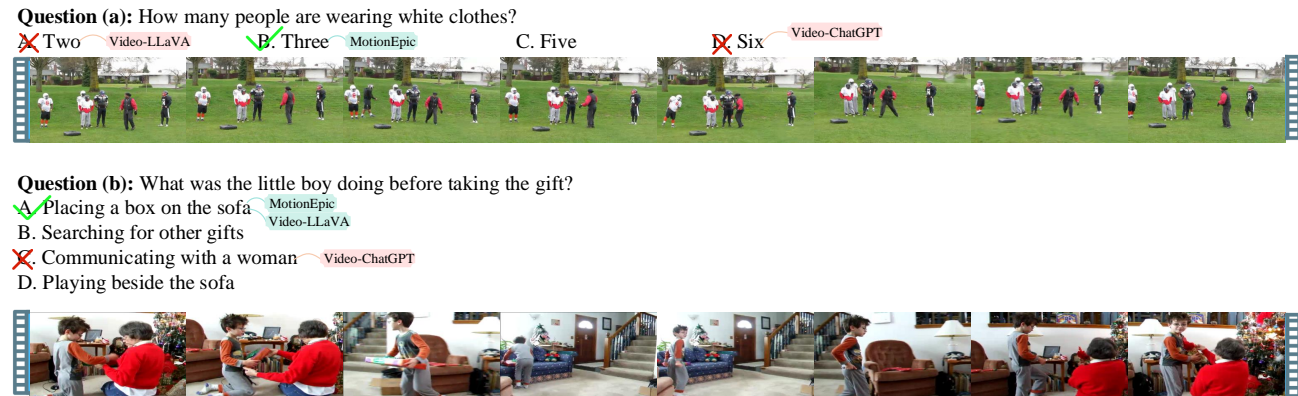 Question (a): How many people are wearing white clothes?
A. Two Video-LLaVA B. Three MotionEpic C. Five D. Six Video-ChatGPT
Question (b): What was the little boy doing before taking the gift?
A. Placing a box on the sofa MotionEpic
Video-LLaVA
B. Searching for other gifts
C. Communicating with a woman Video-ChatGPT
D. Playing beside the sofa